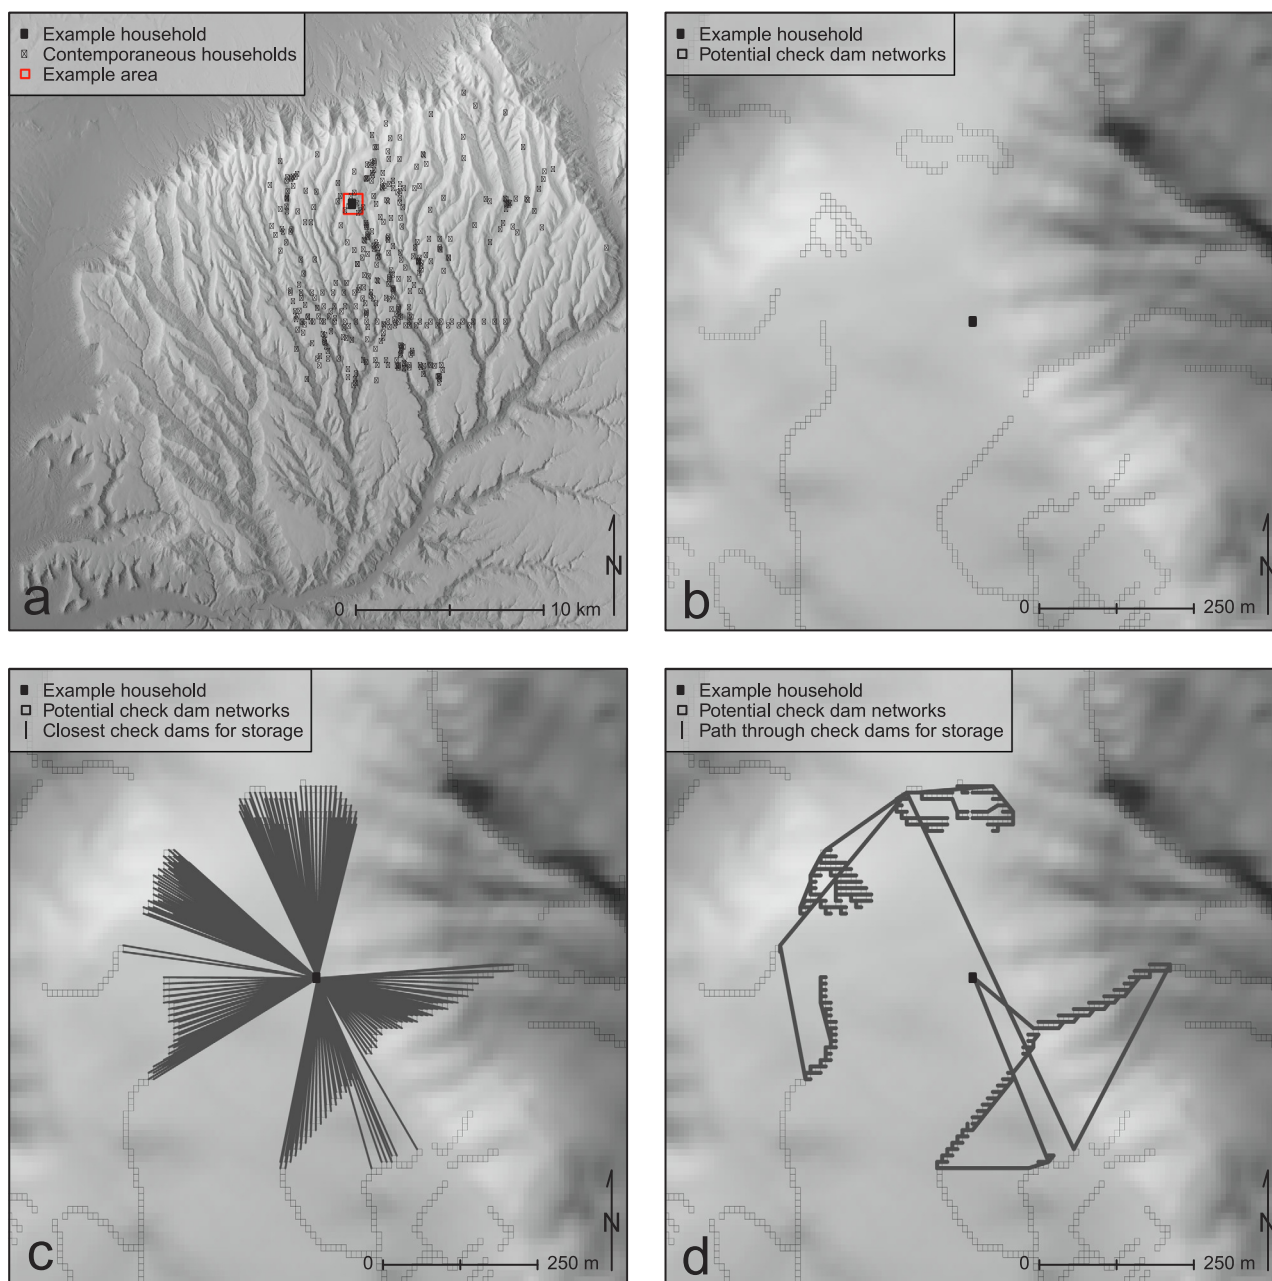 Example household
Contemporaneous households
Example area
N
a
0 10 km
Example household
Potential check dam networks
N
b
0 250 m
Example household
Potential check dam networks
Closest check dams for storage
N
c
0 250 m
Example household
Potential check dam networks
Path through check dams for storage
N
d
0 250 m